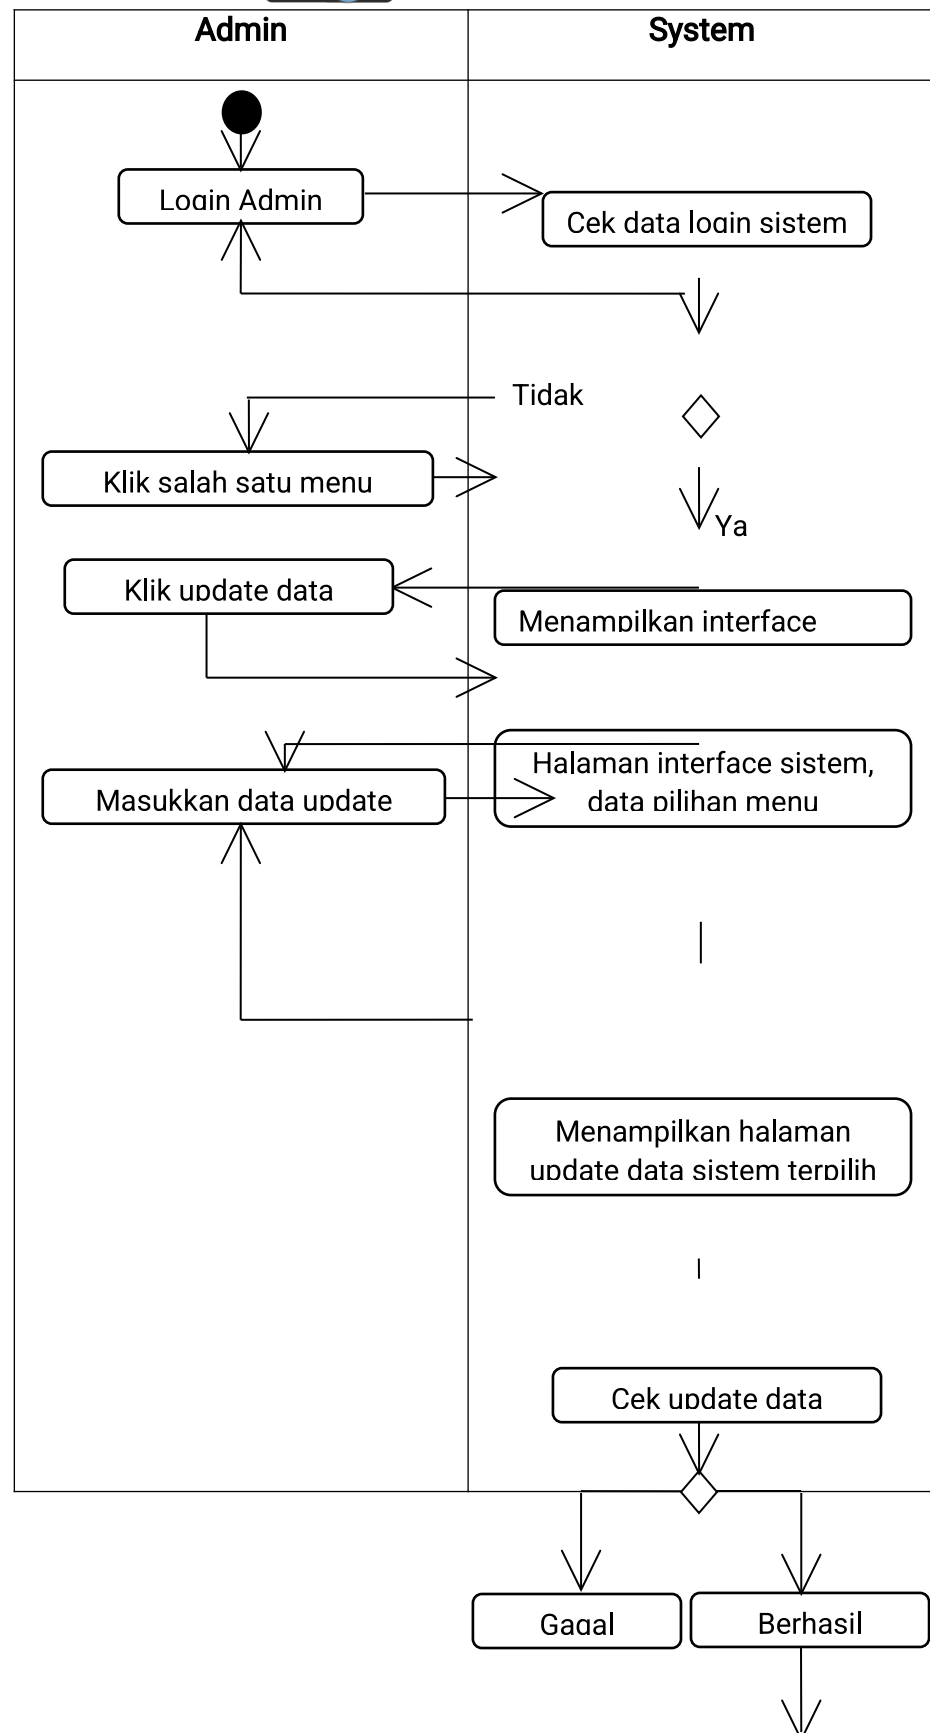 Admin
System
Login Admin
Cek data login sistem
Tidak
Klik salah satu menu
Ya
Klik update data
Menampilkan interface
Halaman interface sistem,
data pilihan menu
Masukkan data update
Menampilkan halaman
update data sistem terpilih
Cek update data
Gagal
Berhasil